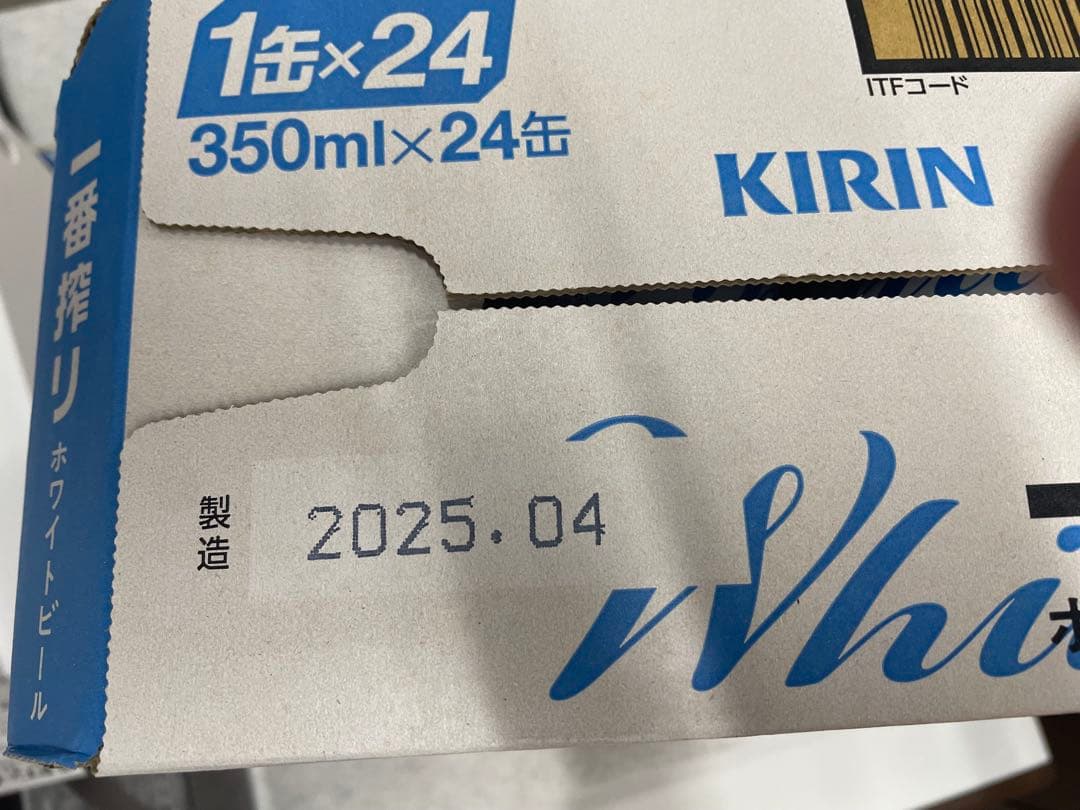 1缶×24
350ml×24缶
ITFコード
KIRIN
一番搾り ホワイトビール
製造 2025.04